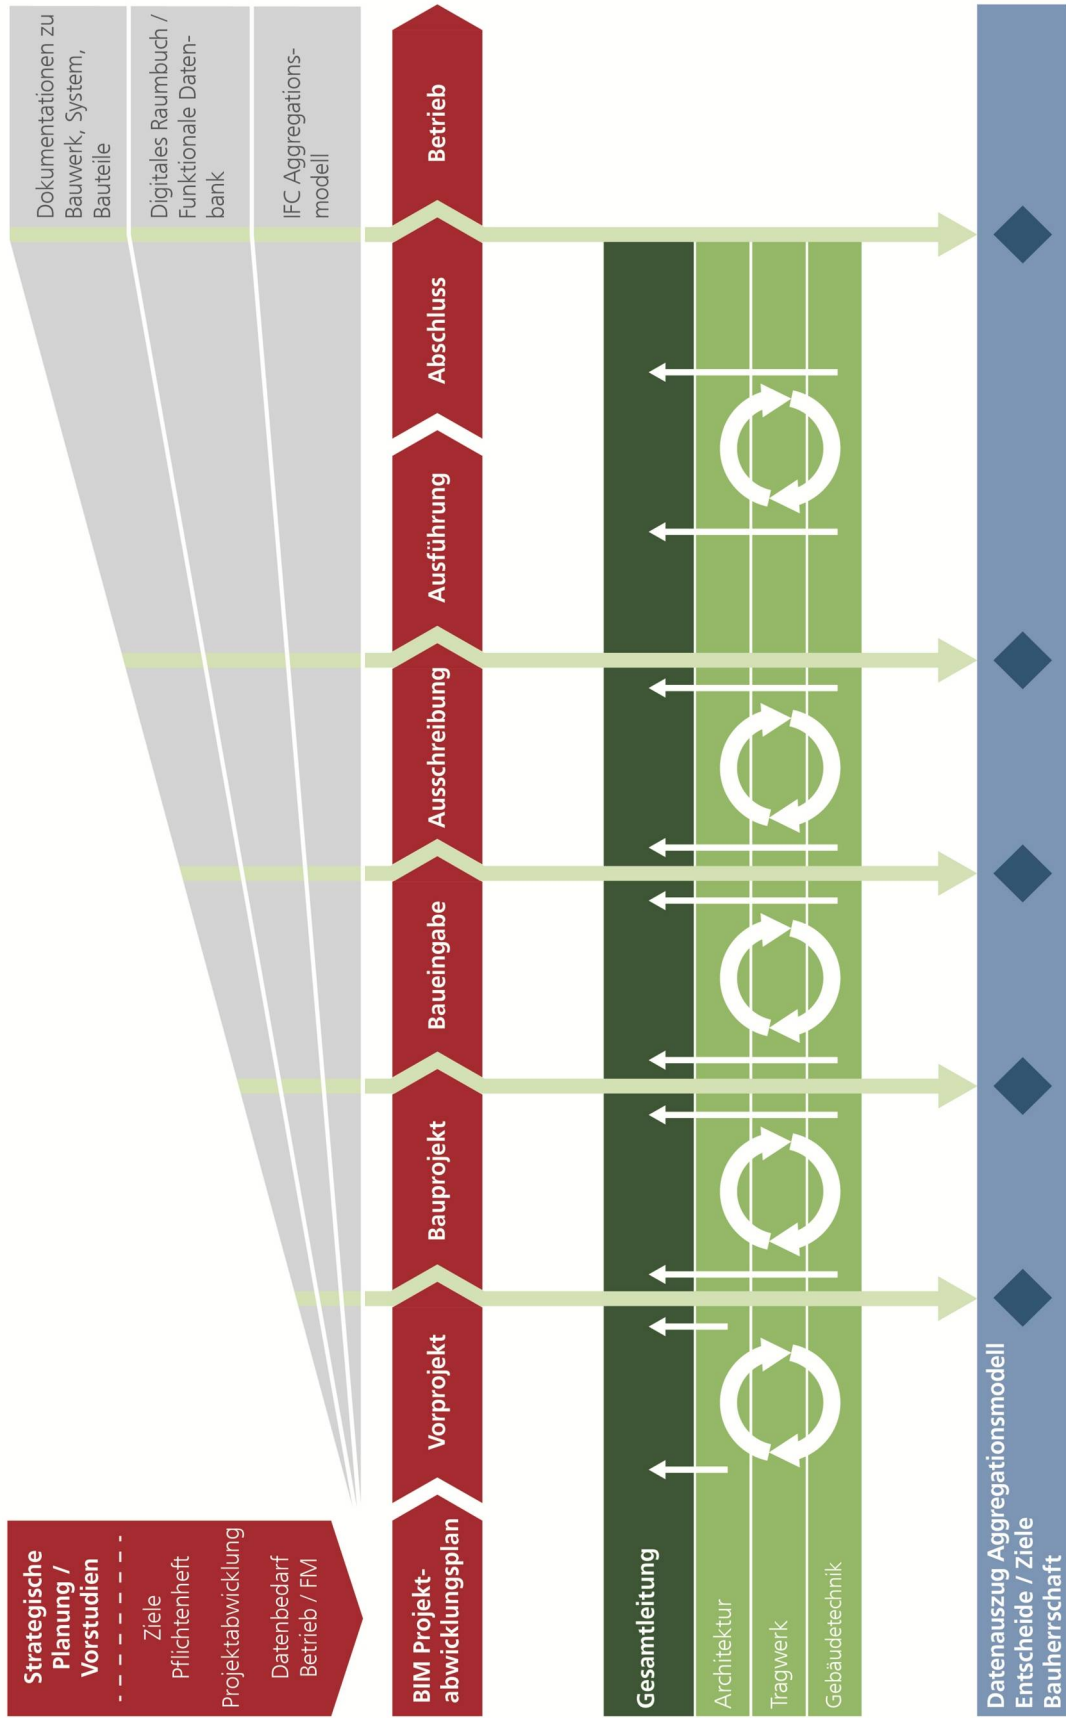 Strategische
Planung /
Vorstudien
Ziele
Pflichtenheft
Projektabwicklung
Datenbedarf
Betrieb / FM
Dokumentationen zu
Bauwerk, System,
Bauteile
Digitales Raumbuch /
Funktionale Daten-
bank
IFC Aggregations-
modell
BIM Projekt-
abwicklungsplan
Vorprojekt
Bauprojekt
Baueingabe
Ausschreibung
Ausführung
Abschluss
Betrieb
Gesamtleitung
Architektur
Tragwerk
Gebäudetechnik
Datenauszug Aggregationsmodell
Entscheide / Ziele
Bauherrschaft